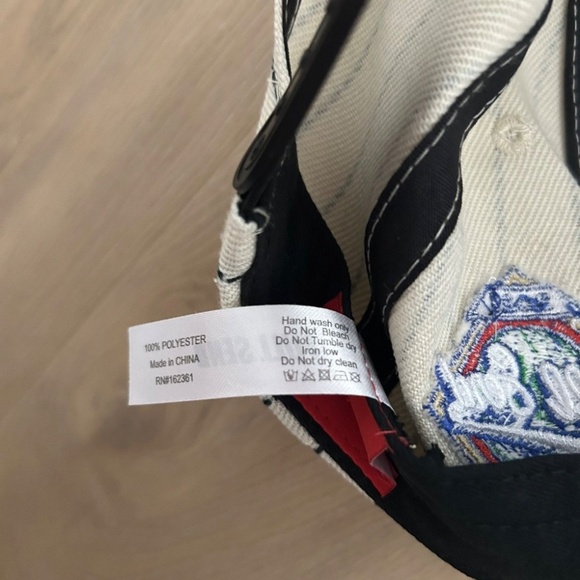 100% POLYESTER
Made in CHINA
RN#162361
Hand wash only
Do Not Bleach
Do Not Tumble dry
Iron low
Do Not dry clean